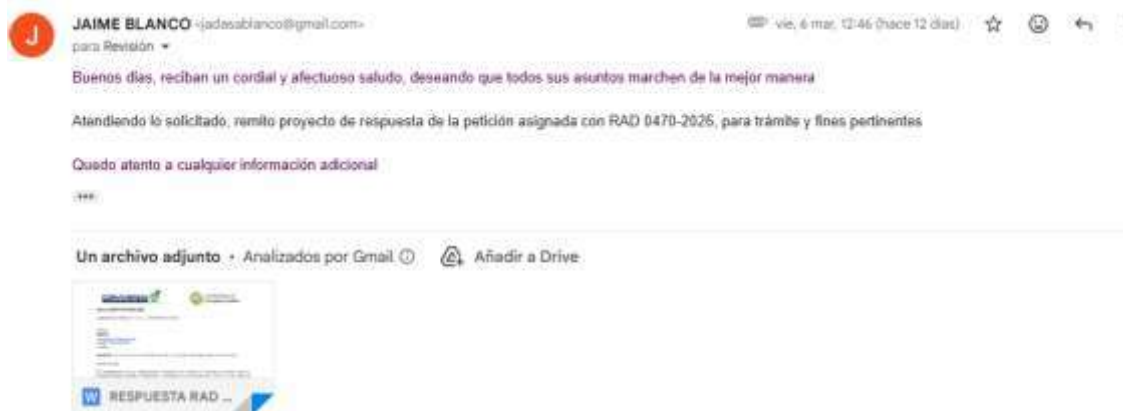 J
JAIME BLANCO <jadasablanco@gmail.com>
vie, 6 mar, 12:46 (hace 12 días)
para Revisión
Buenos días, reciban un cordial y afectuoso saludo, deseando que todos sus asuntos marchen de la mejor manera
Atendiendo lo solicitado, remito proyecto de respuesta de la petición asignada con RAD 0470-2026, para trámite y fines pertinentes
Quedo atento a cualquier información adicional
Un archivo adjunto • Analizados por Gmail
Añadir a Drive
W RESPUESTA RAD ...